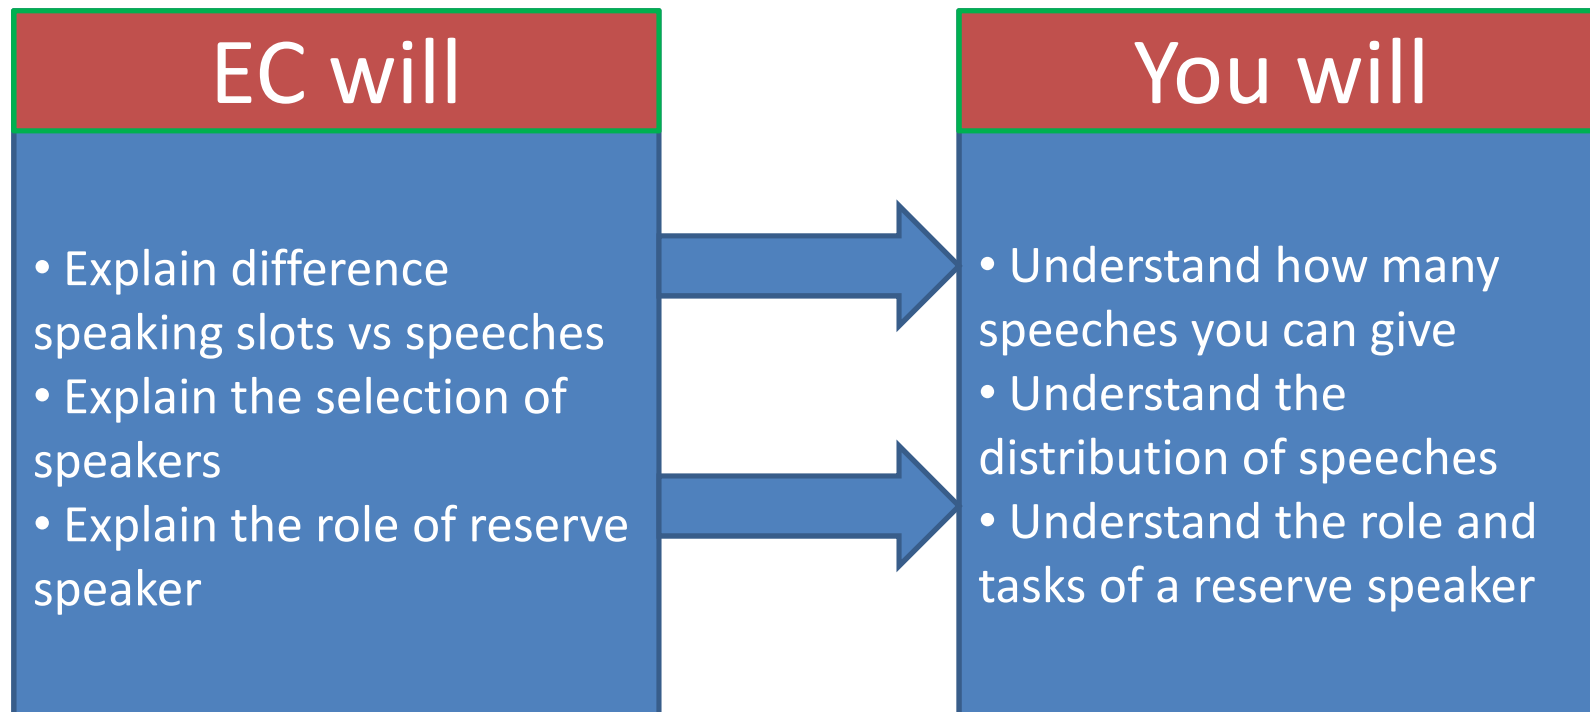 EC will
• Explain difference
speaking slots vs speeches
• Explain the selection of
speakers
• Explain the role of reserve
speaker
You will
• Understand how many
speeches you can give
• Understand the
distribution of speeches
• Understand the role and
tasks of a reserve speaker